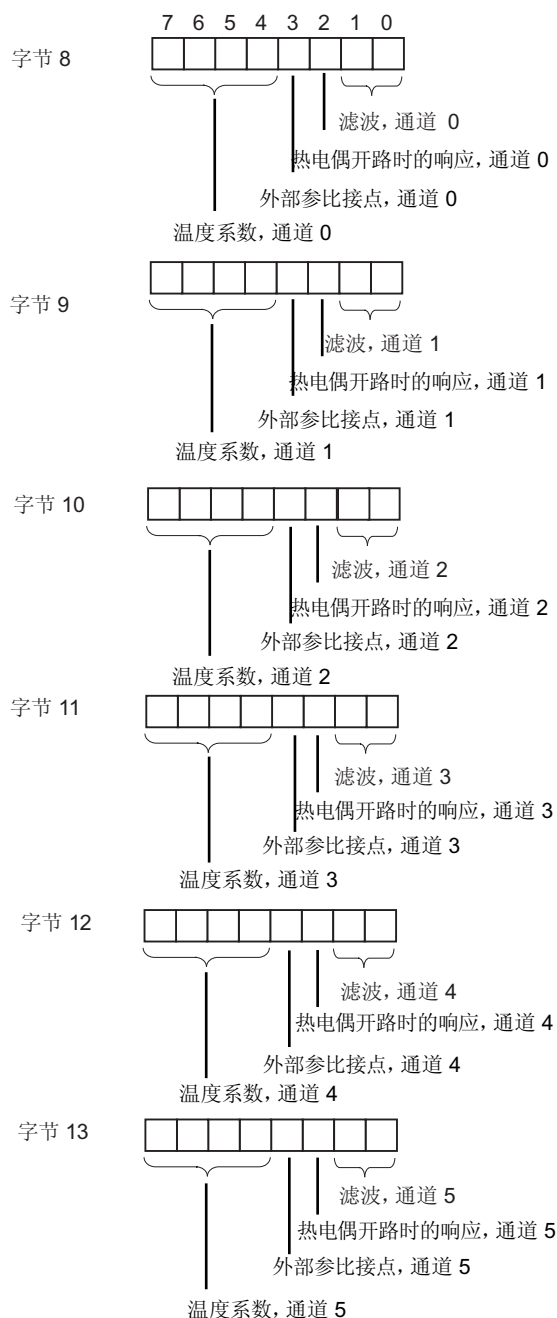 7 6 5 4 3 2 1 0
字节 8
滤波, 通道 0
热电偶开路时的响应, 通道 0
外部参比接点, 通道 0
温度系数, 通道 0
字节 9
滤波, 通道 1
热电偶开路时的响应, 通道 1
外部参比接点, 通道 1
温度系数, 通道 1
字节 10
滤波, 通道 2
热电偶开路时的响应, 通道 2
外部参比接点, 通道 2
温度系数, 通道 2
字节 11
滤波, 通道 3
热电偶开路时的响应, 通道 3
外部参比接点, 通道 3
温度系数, 通道 3
字节 12
滤波, 通道 4
热电偶开路时的响应, 通道 4
外部参比接点, 通道 4
温度系数, 通道 4
字节 13
滤波, 通道 5
热电偶开路时的响应, 通道 5
外部参比接点, 通道 5
温度系数, 通道 5